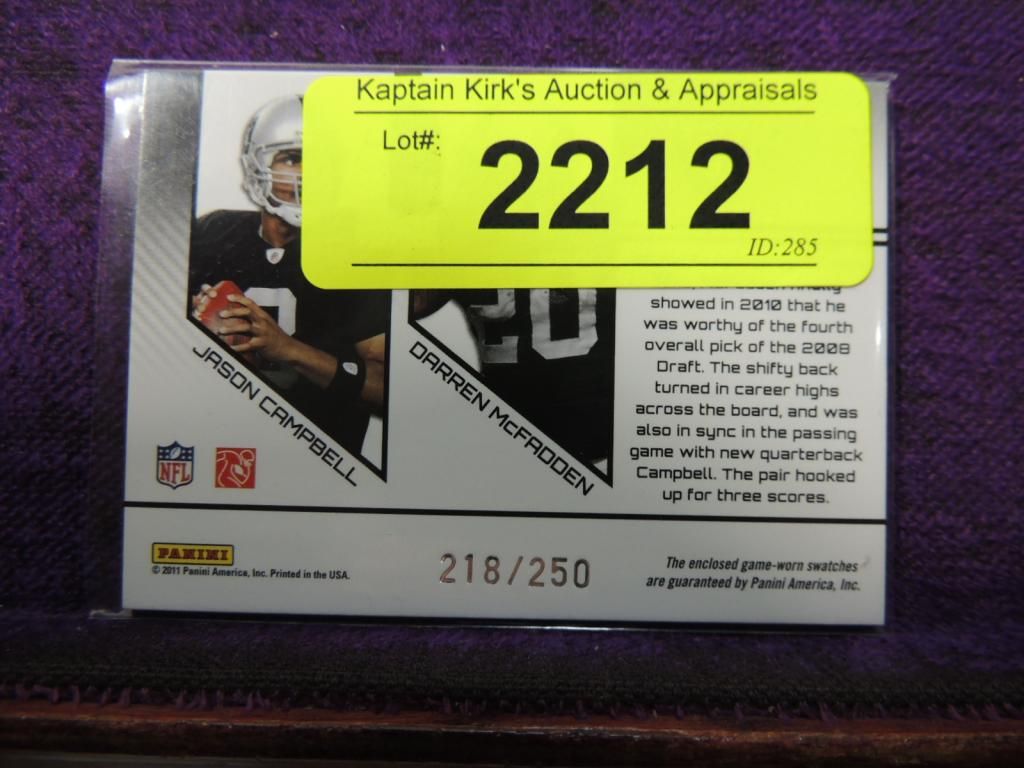 Kaptain Kirk's Auction & Appraisals
Lot#:
2212
ID:285
showed in 2010 that he
was worthy of the fourth
overall pick of the 2008
Draft. The shifty back
turned in career highs
across the board, and was
also in sync in the passing
game with new quarterback
Campbell. The pair hooked
up for three scores.
20
JASON CAMPBELL
DARREN McFADDEN
NFL
PANINI
© 2011 Panini America, Inc. Printed in the USA.
218/250
The enclosed game-worn swatches
are guaranteed by Panini America, Inc.